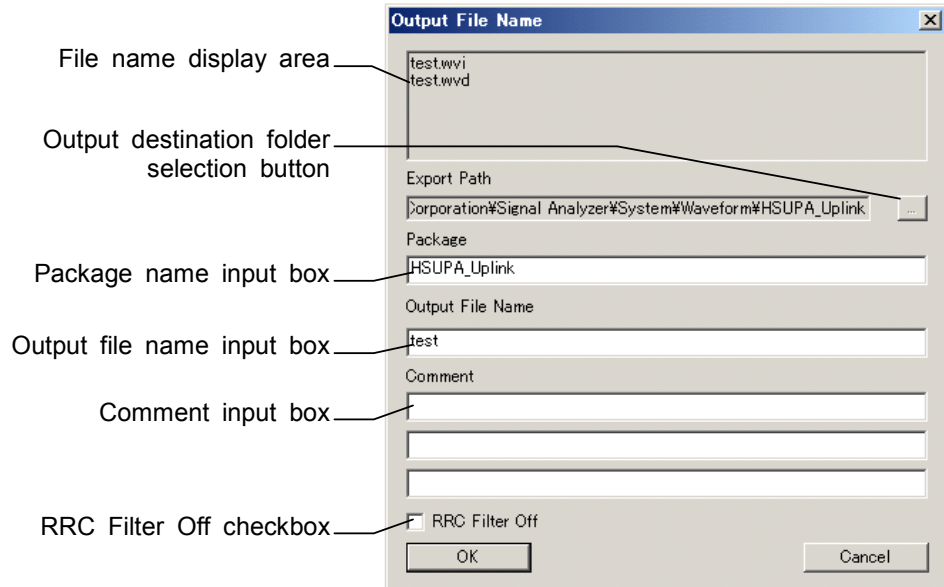 Output File Name
File name display area
test.wvi
test.wvd
Output destination folder
selection button
Export Path
Corporation¥Signal Analyzer¥System¥Waveform¥HSUPA_Uplink
...
Package
Package name input box
HSUPA_Uplink
Output File Name
Output file name input box
test
Comment
Comment input box
RRC Filter Off checkbox
RRC Filter Off
OK
Cancel